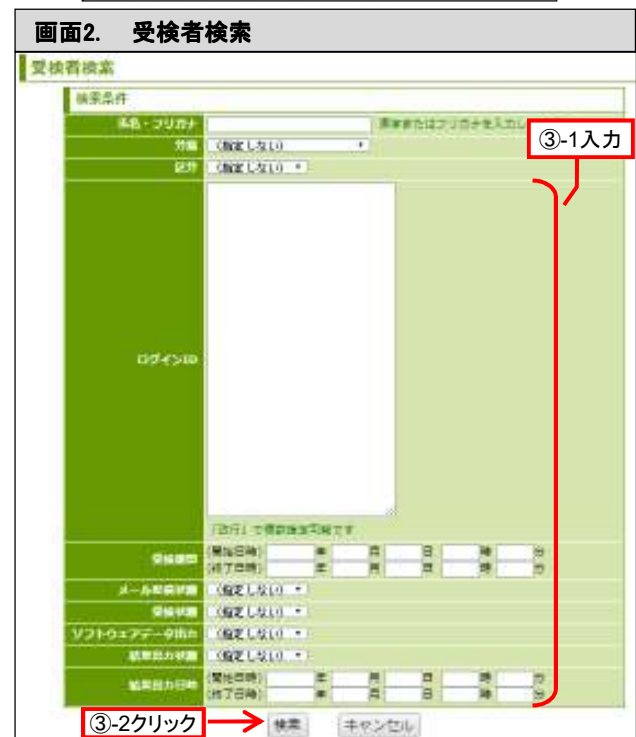 画面2. 受検者検索
受検者検索
検索条件
氏名・フリガナ
漢字またはフリガナを入力し
③-1入力
分類 (指定しない)
区分 (指定しない)
ログインID
「改行」で複数指定可能です
受検期間 (開始日時) 年 月 日 時 分
(終了日時) 年 月 日 時 分
(指定しない)
受検状態 (指定しない)
ソフトウェアデータ出力 (指定しない)
結果出力状態 (指定しない)
結果出力日時 (開始日時) 年 月 日 時 分
(終了日時) 年 月 日 時 分
③-2クリック 検索 キャンセル